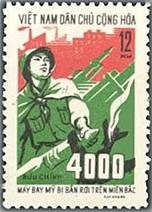 VIỆT NAM DÂN CHỦ CỘNG HÒA
12
XU
BƯU CHÍNH
4000
MÁY BAY MỸ BỊ BẮN RƠI TRÊN MIỀN BẮC